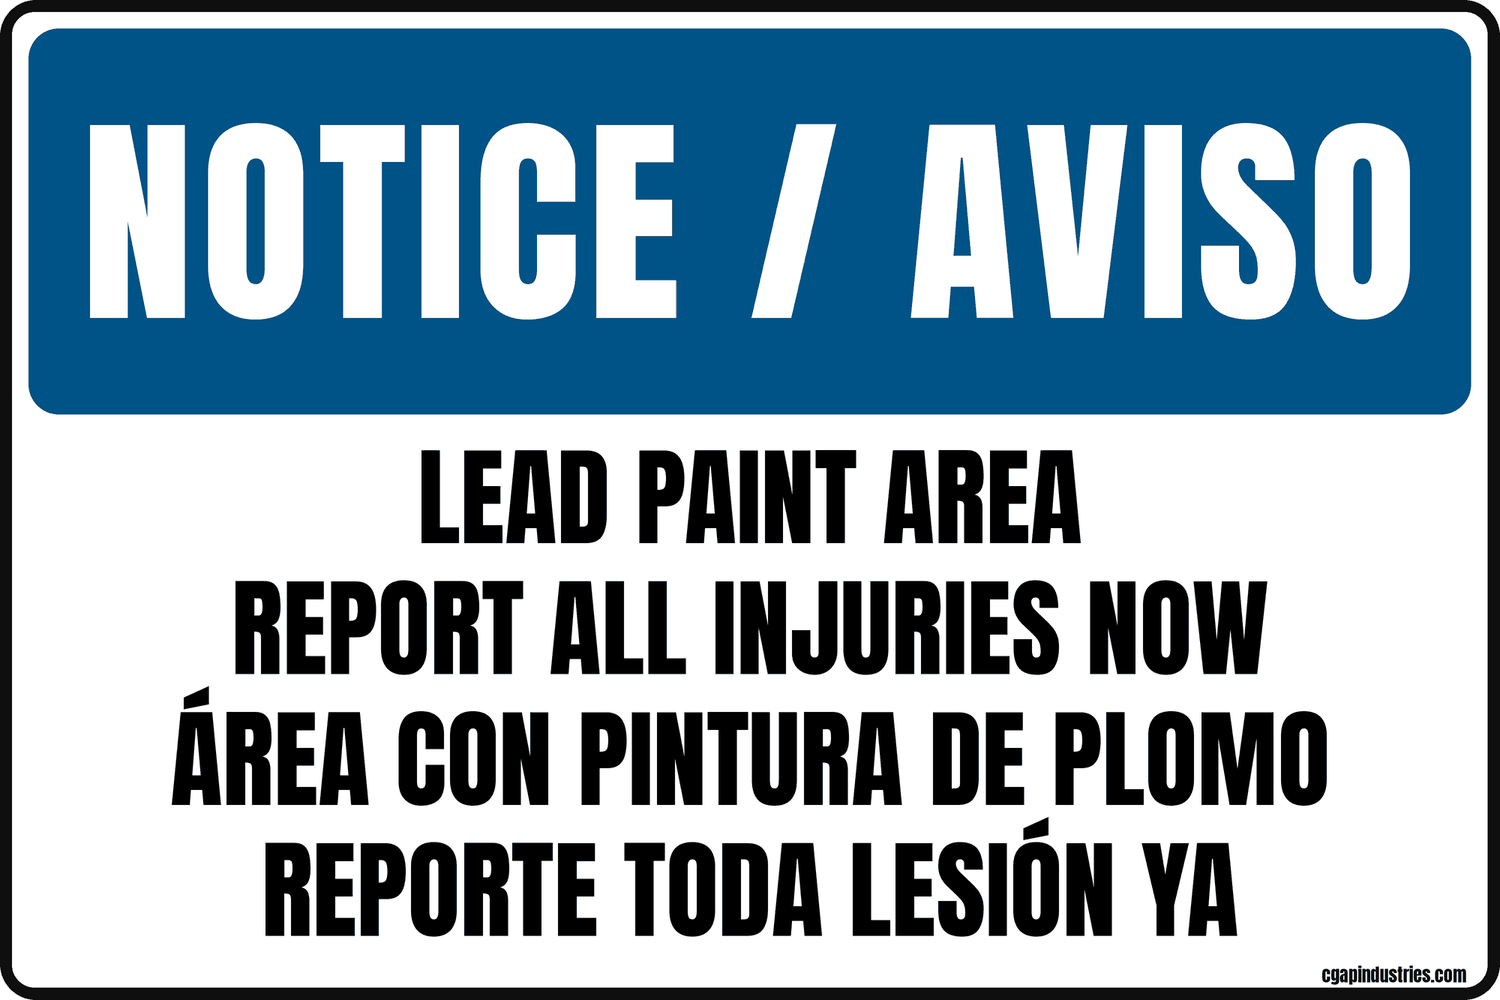 NOTICE / AVISO
LEAD PAINT AREA
REPORT ALL INJURIES NOW
ÁREA CON PINTURA DE PLOMO
REPORTE TODA LESIÓN YA
cgapindustries.com